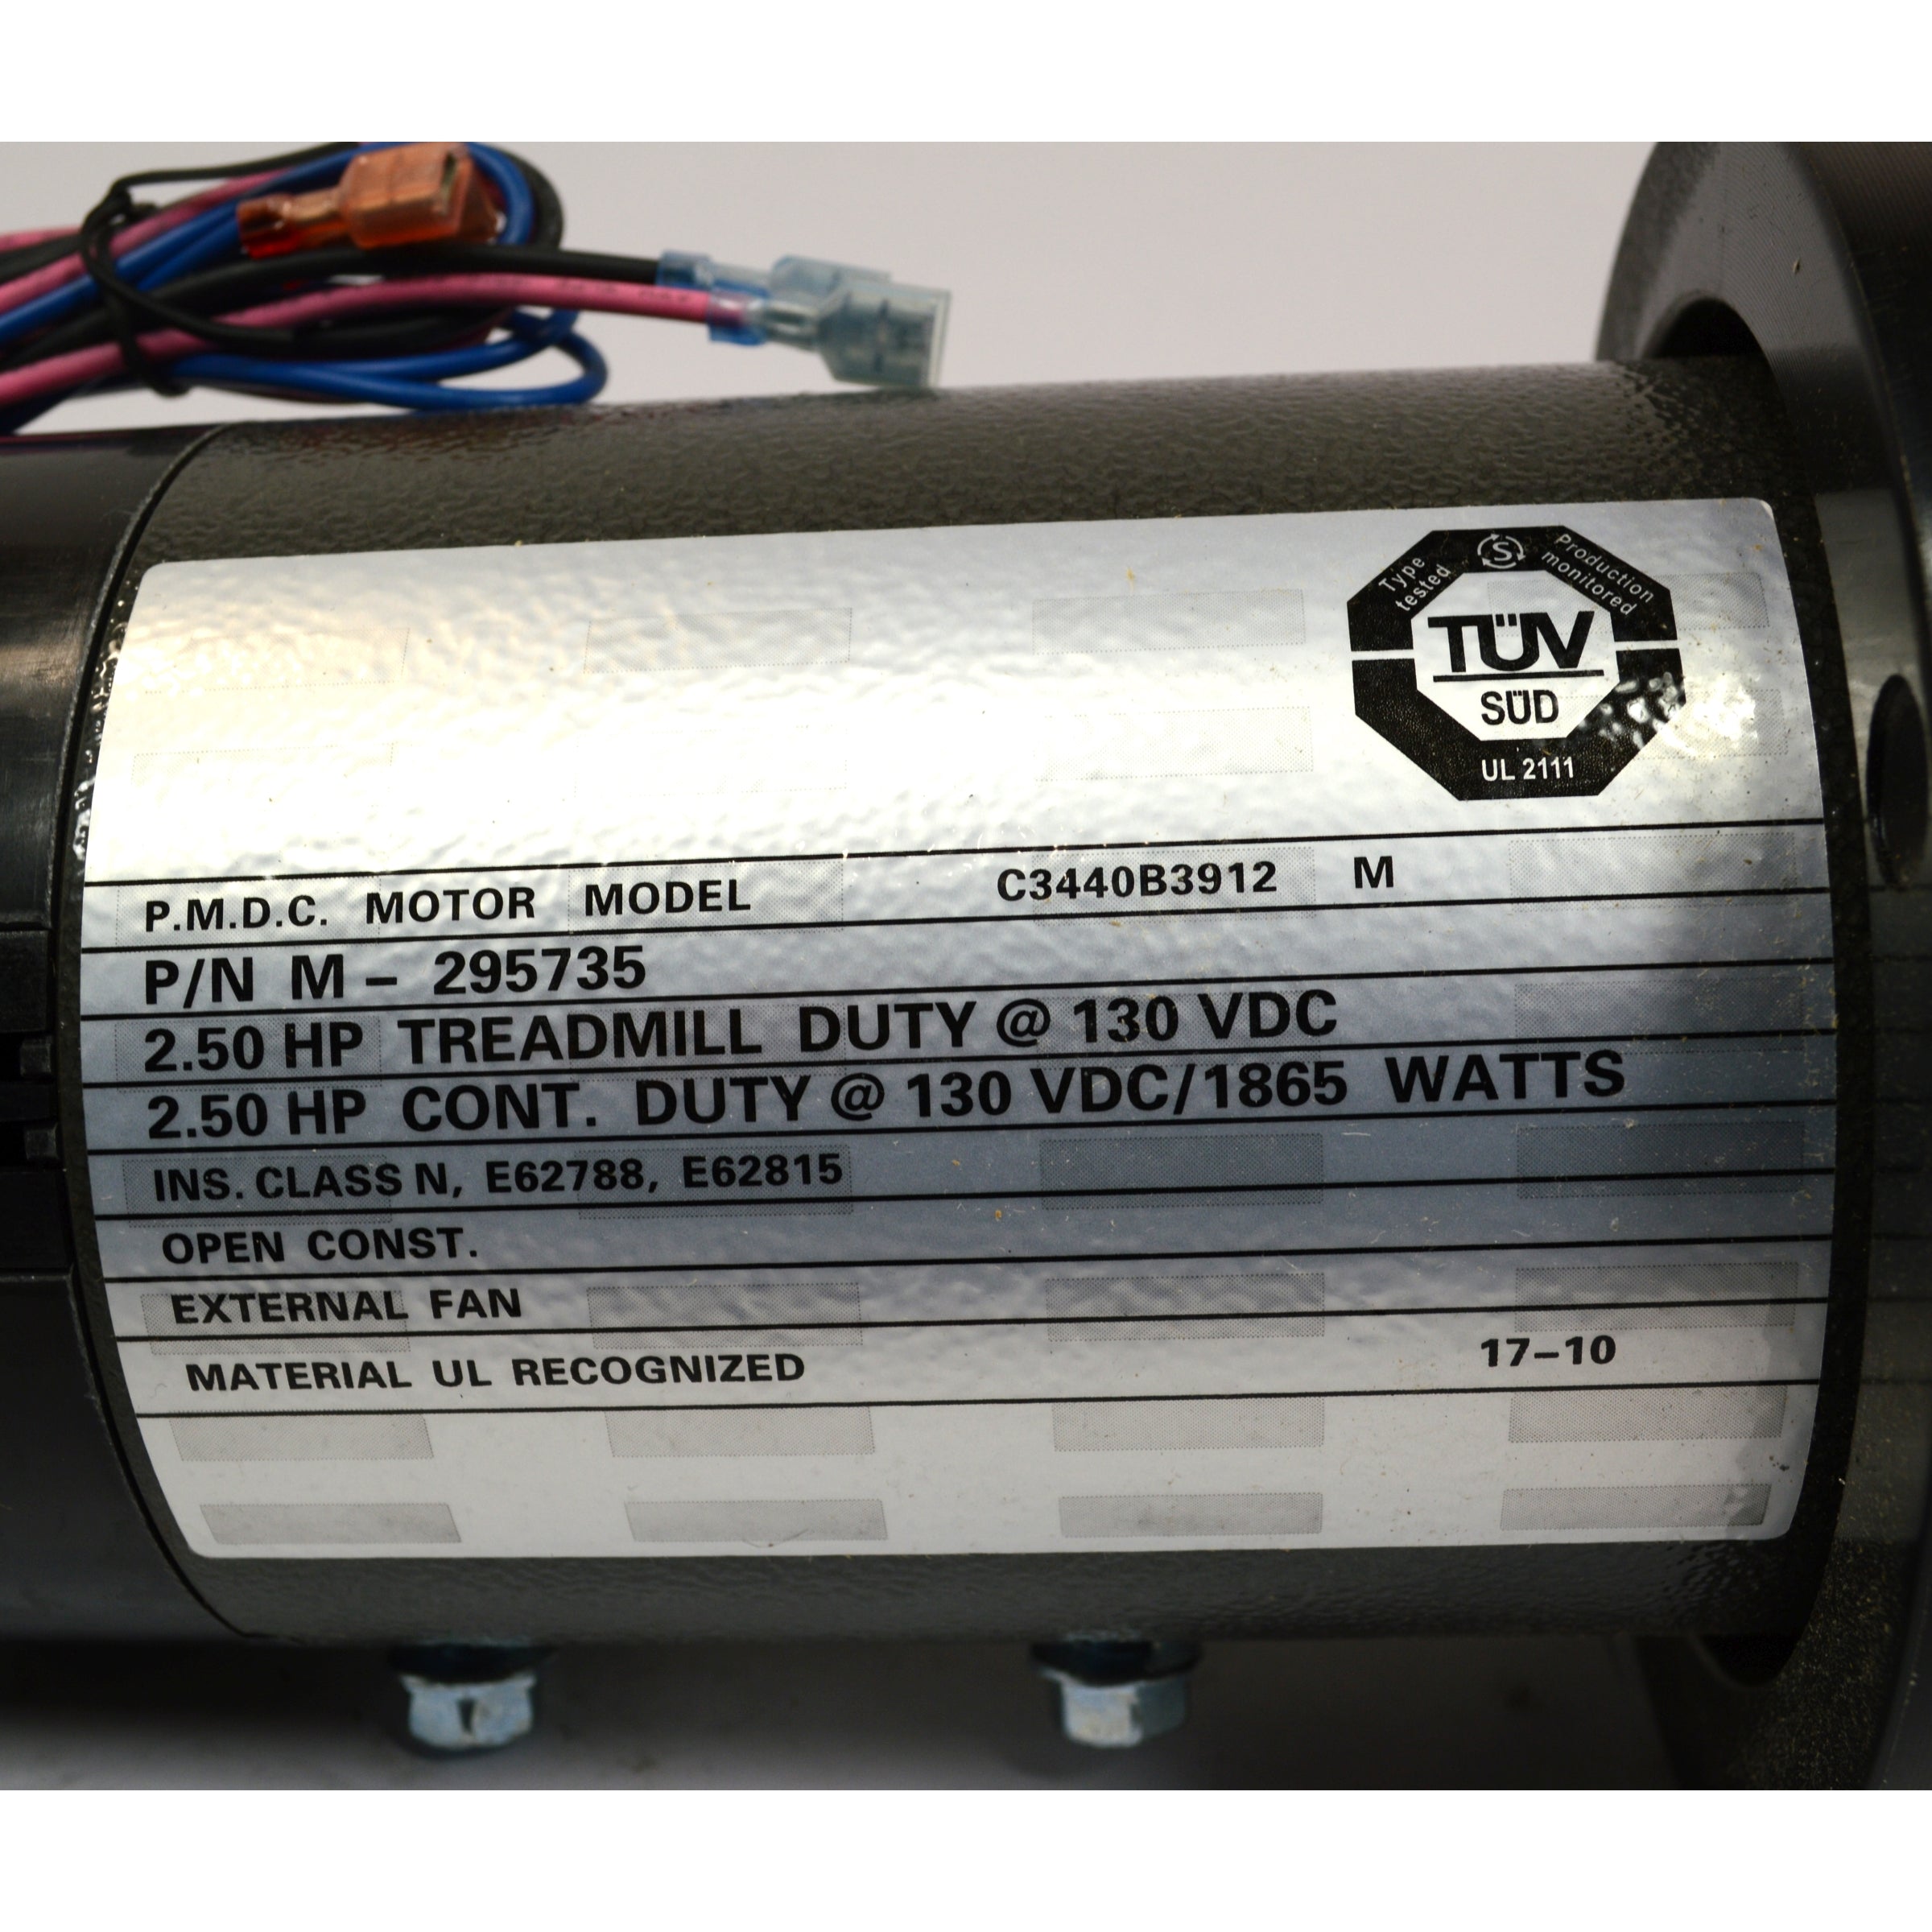 Type tested
S
Production monitored
TÜV
SÜD
UL 2111
P.M.D.C. MOTOR MODEL C3440B3912 M
P/N M - 295735
2.50 HP TREADMILL DUTY @ 130 VDC
2.50 HP CONT. DUTY @ 130 VDC/1865 WATTS
INS. CLASS N, E62788, E62815
OPEN CONST.
EXTERNAL FAN
MATERIAL UL RECOGNIZED 17-10